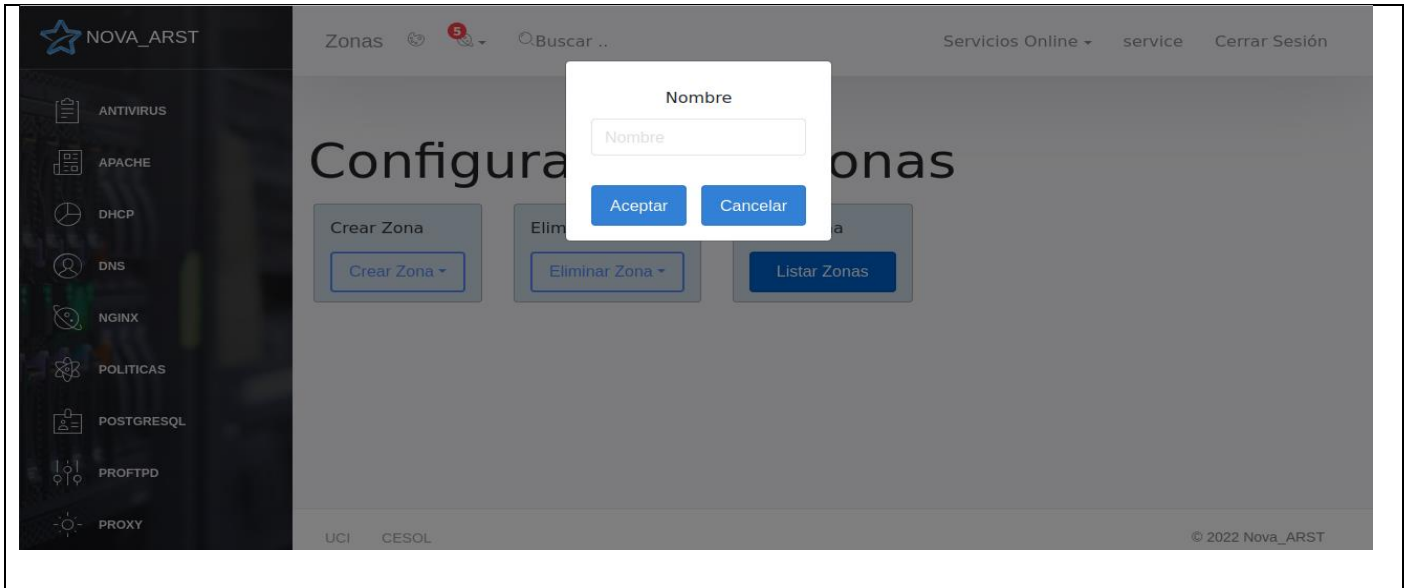 NOVA_ARST
Zonas 5 Buscar .. Servicios Online service Cerrar Sesión
ANTIVIRUS
APACHE
DHCP
DNS
NGINX
POLITICAS
POSTGRESQL
PROFTPD
PROXY
Nombre
Nombre
Aceptar Cancelar
Configura onas
Crear Zona Elim a
Crear Zona Eliminar Zona Listar Zonas
UCI CESOL © 2022 Nova_ARST